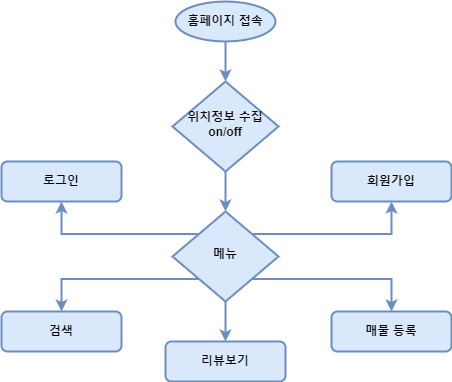 홈페이지 접속
위치정보 수집
on/off
로그인
회원가입
메뉴
검색
매물 등록
리뷰보기